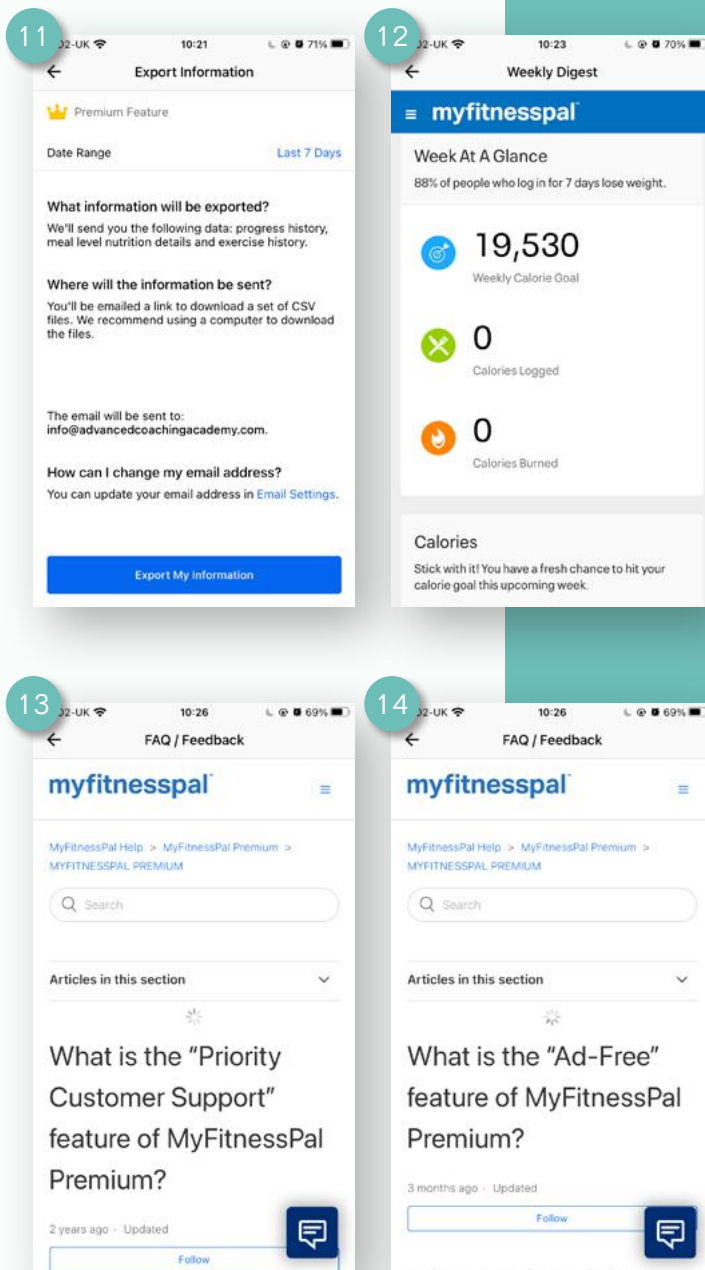 11
O2-UK 10:21 71%
Export Information
Premium Feature
Date Range Last 7 Days
What information will be exported?
We'll send you the following data: progress history,
meal level nutrition details and exercise history.
Where will the information be sent?
You'll be emailed a link to download a set of CSV
files. We recommend using a computer to download
the files.
The email will be sent to:
info@advancedcoachingacademy.com.
How can I change my email address?
You can update your email address in Email Settings.
Export My Information
12
O2-UK 10:23 70%
Weekly Digest
myfitnesspal
Week At A Glance
88% of people who log in for 7 days lose weight.
19,530
Weekly Calorie Goal
0
Calories Logged
0
Calories Burned
Calories
Stick with it! You have a fresh chance to hit your
calorie goal this upcoming week.
13
O2-UK 10:26 69%
FAQ / Feedback
myfitnesspal
MyFitnessPal Help > MyFitnessPal Premium >
MYFITNESSPAL PREMIUM
Search
Articles in this section
What is the "Priority
Customer Support"
feature of MyFitnessPal
Premium?
2 years ago · Updated
Follow
14
O2-UK 10:26 69%
FAQ / Feedback
myfitnesspal
MyFitnessPal Help > MyFitnessPal Premium >
MYFITNESSPAL PREMIUM
Search
Articles in this section
What is the "Ad-Free"
feature of MyFitnessPal
Premium?
3 months ago · Updated
Follow